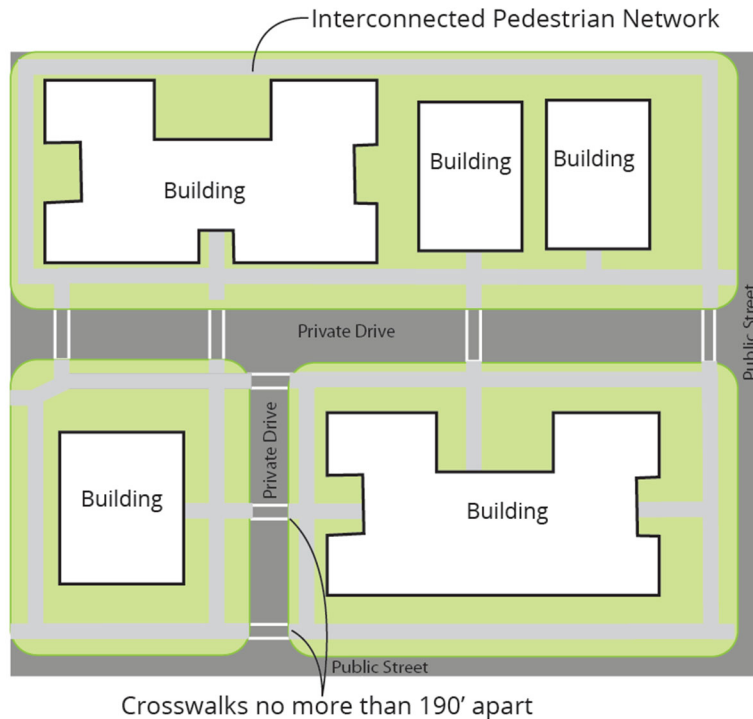 Interconnected Pedestrian Network
Building
Building
Building
Private Drive
Public Street
Private Drive
Building
Building
Public Street
Crosswalks no more than 190’ apart